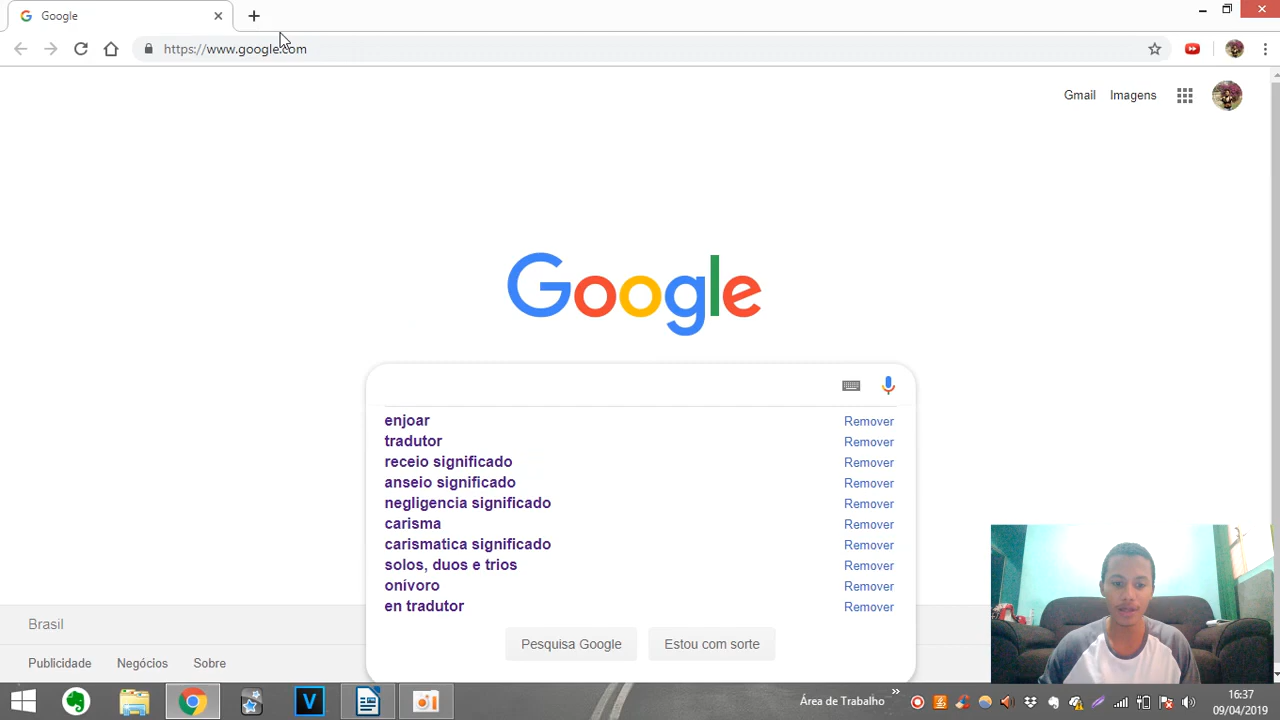 Google
https://www.google.com
Gmail Imagens
Google
enjoar Remover
tradutor Remover
receio significado Remover
anseio significado Remover
negligencia significado Remover
carisma Remover
carismatica significado Remover
solos, duos e trios Remover
onívoro Remover
en tradutor Remover
Pesquisa Google Estou com sorte
Brasil
Publicidade Negócios Sobre
V Área de Trabalho » 16:37
09/04/2019